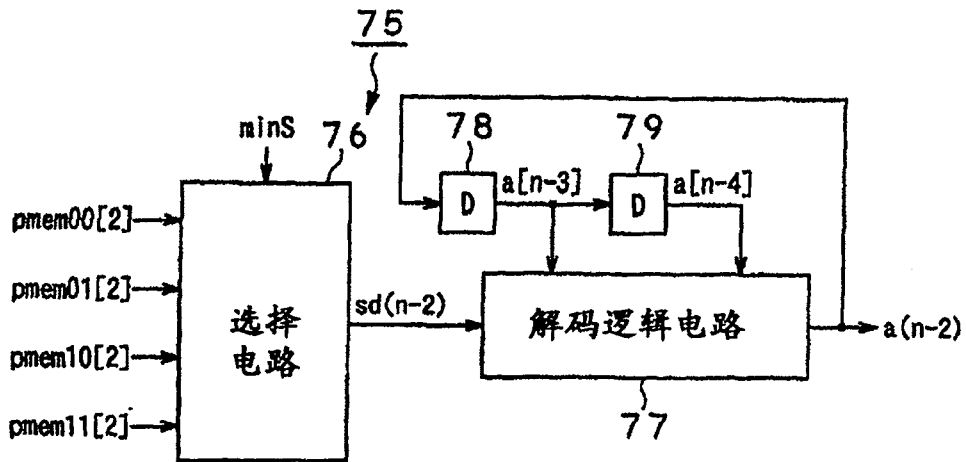 75
minS
76
78
79
a[n-3]
a[n-4]
D
D
pmem00[2]
pmem01[2]
pmem10[2]
pmem11[2]
选择
电路
sd(n-2)
解码逻辑电路
a(n-2)
77